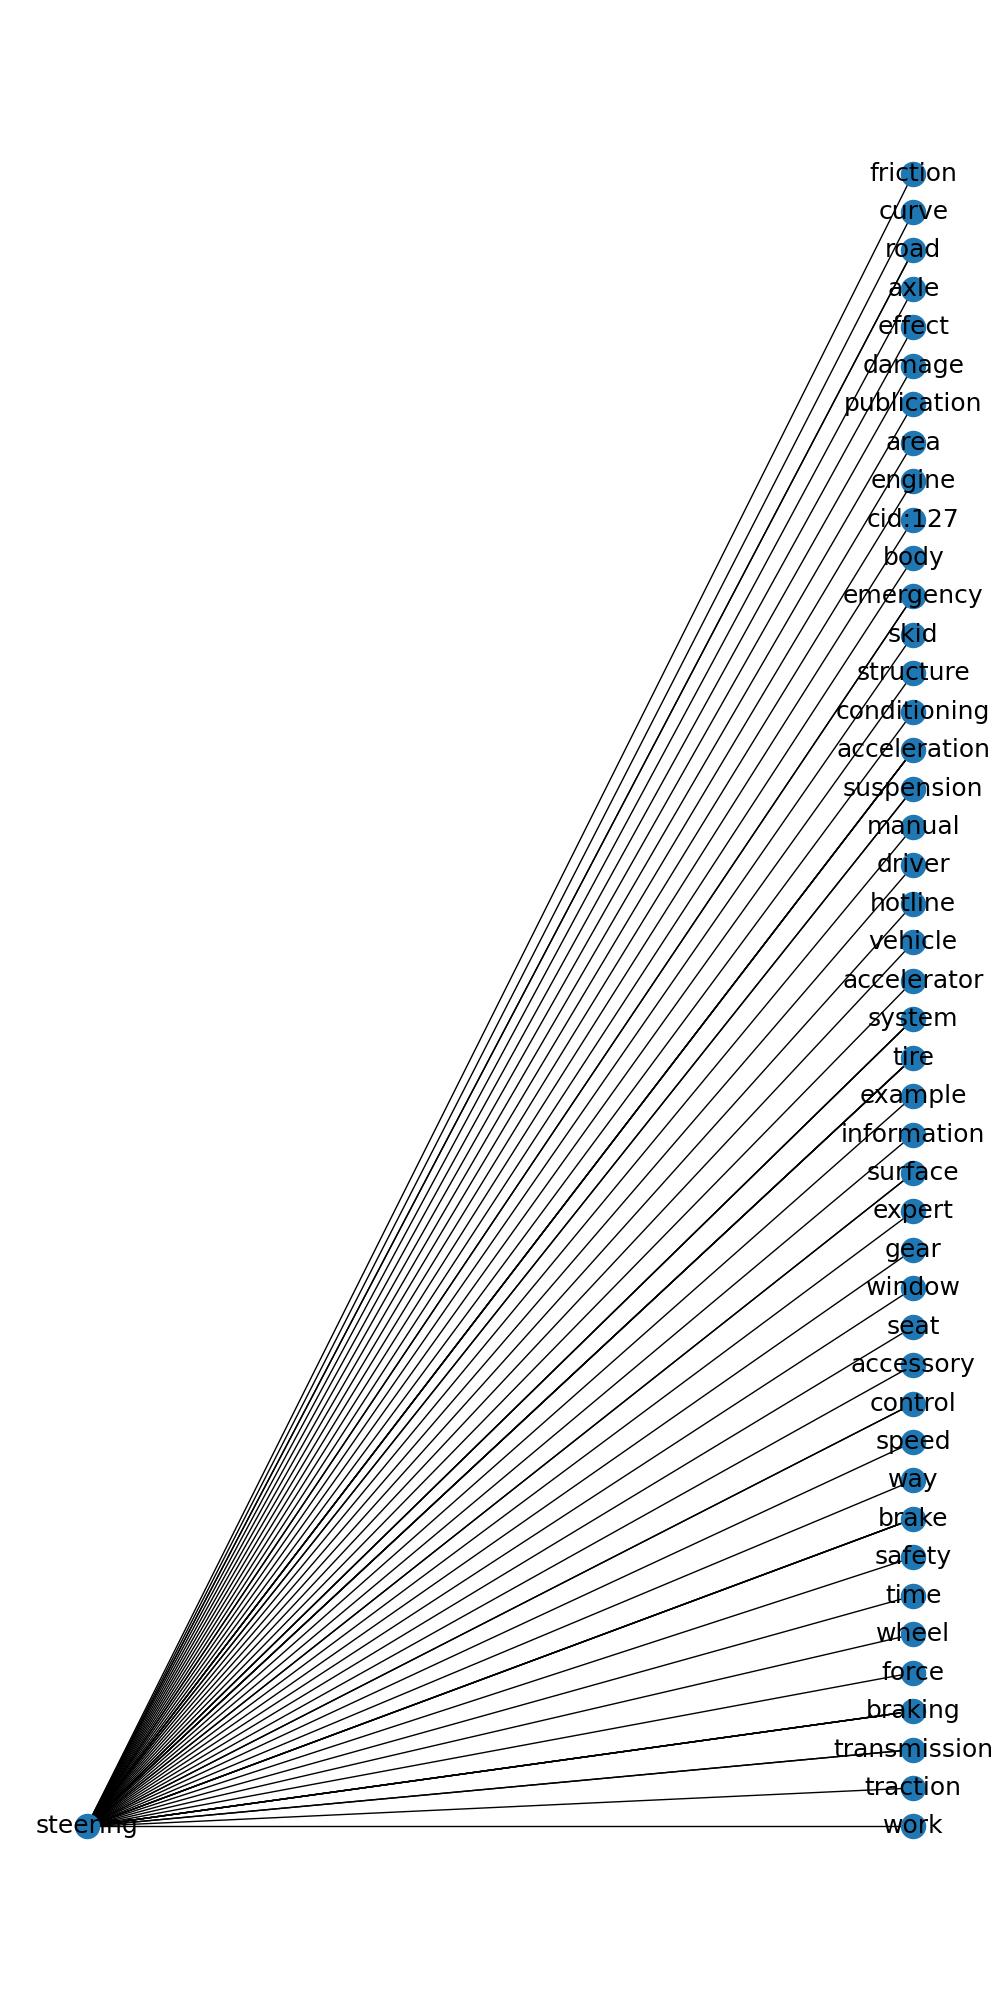 friction
curve
road
axle
effect
damage
publication
area
engine
cid:127
body
emergency
skid
structure
conditioning
acceleration
suspension
manual
driver
hotline
vehicle
accelerator
system
tire
example
information
surface
expert
gear
window
seat
accessory
control
speed
way
brake
safety
time
wheel
force
braking
transmission
traction
steering
work